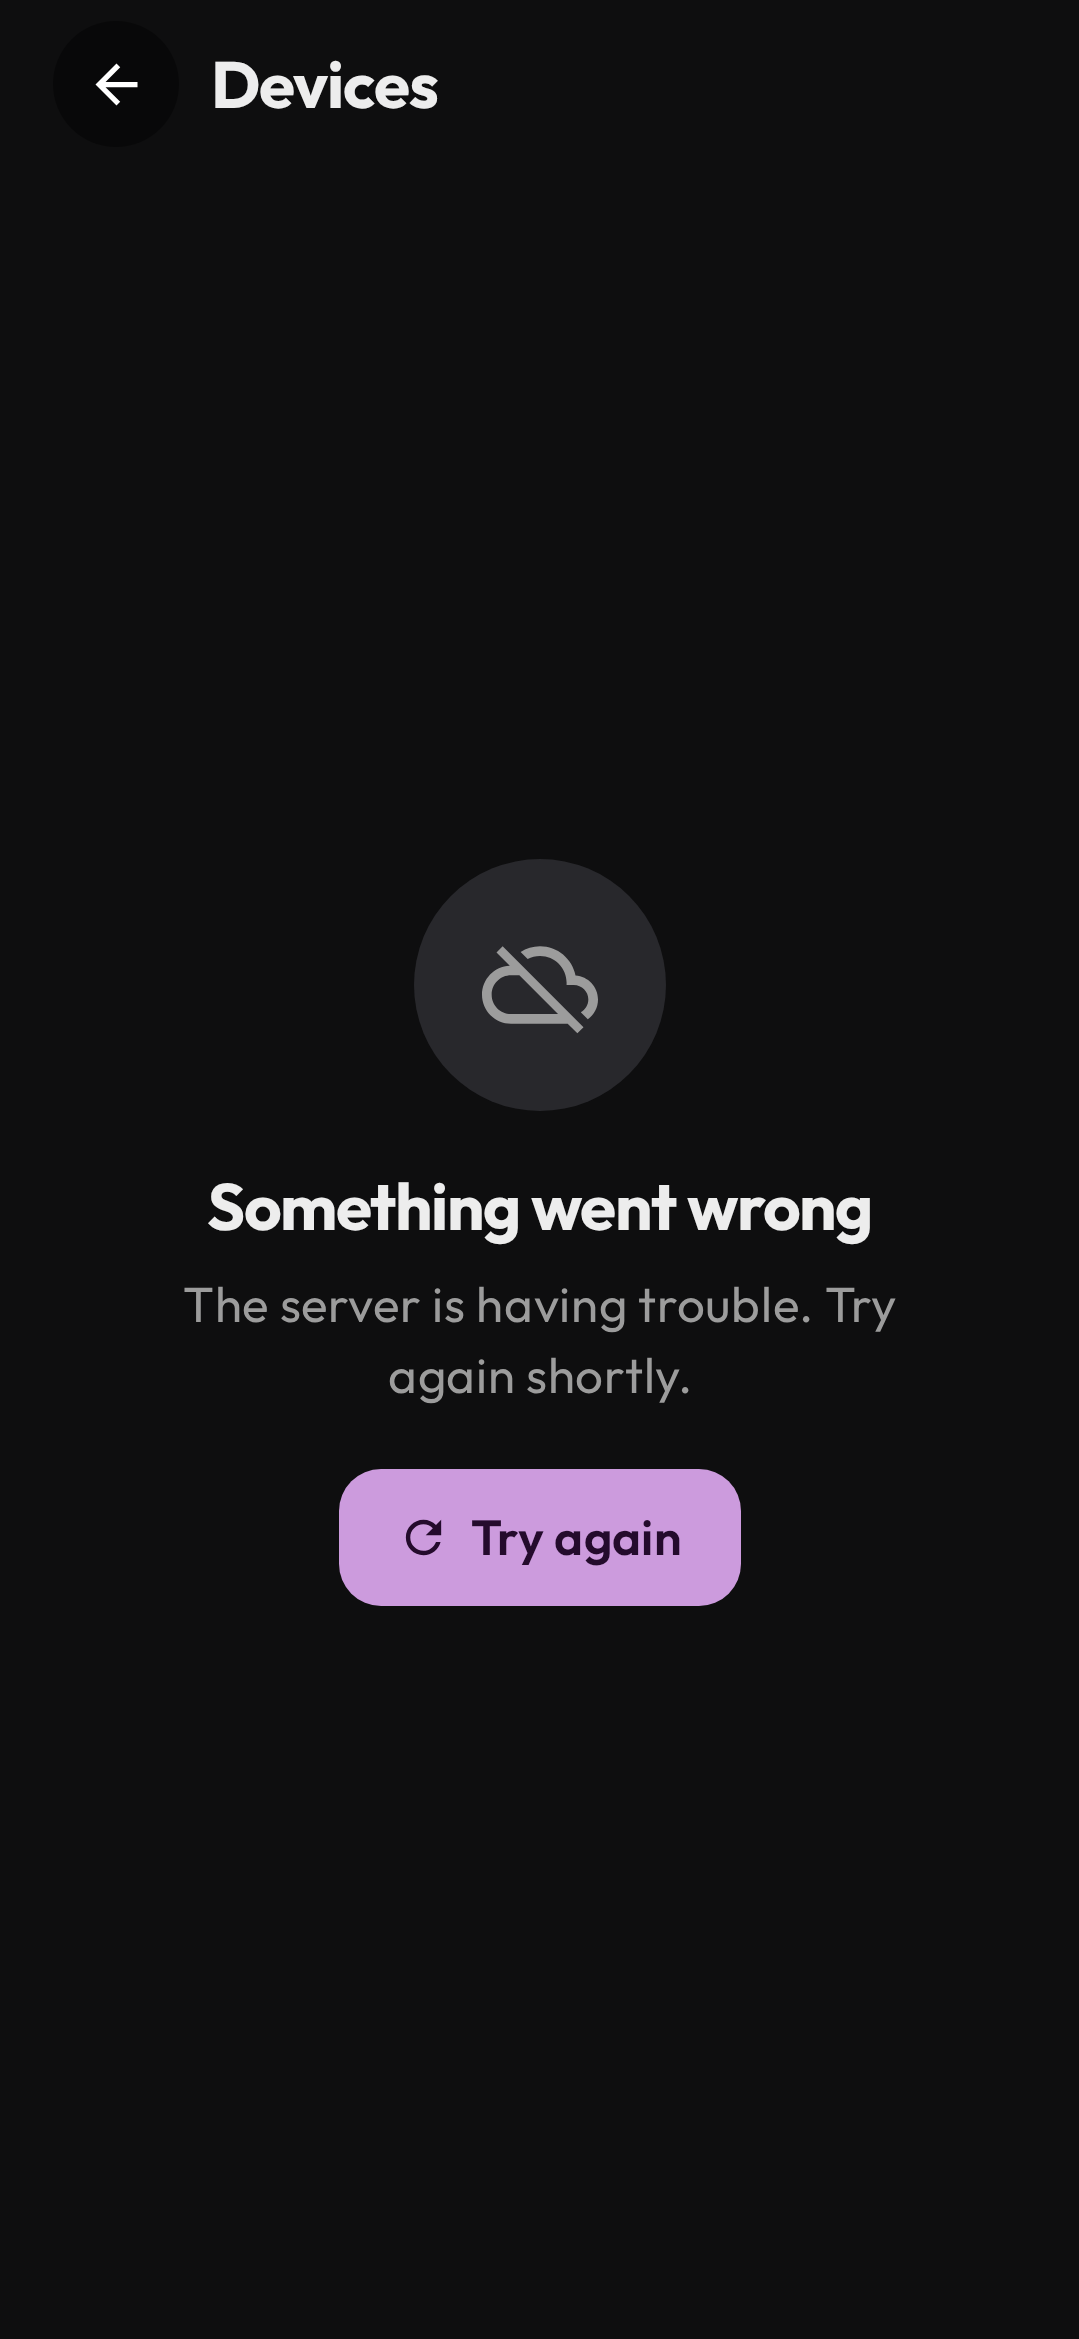 Devices
Something went wrong
The server is having trouble. Try
again shortly.
Try again